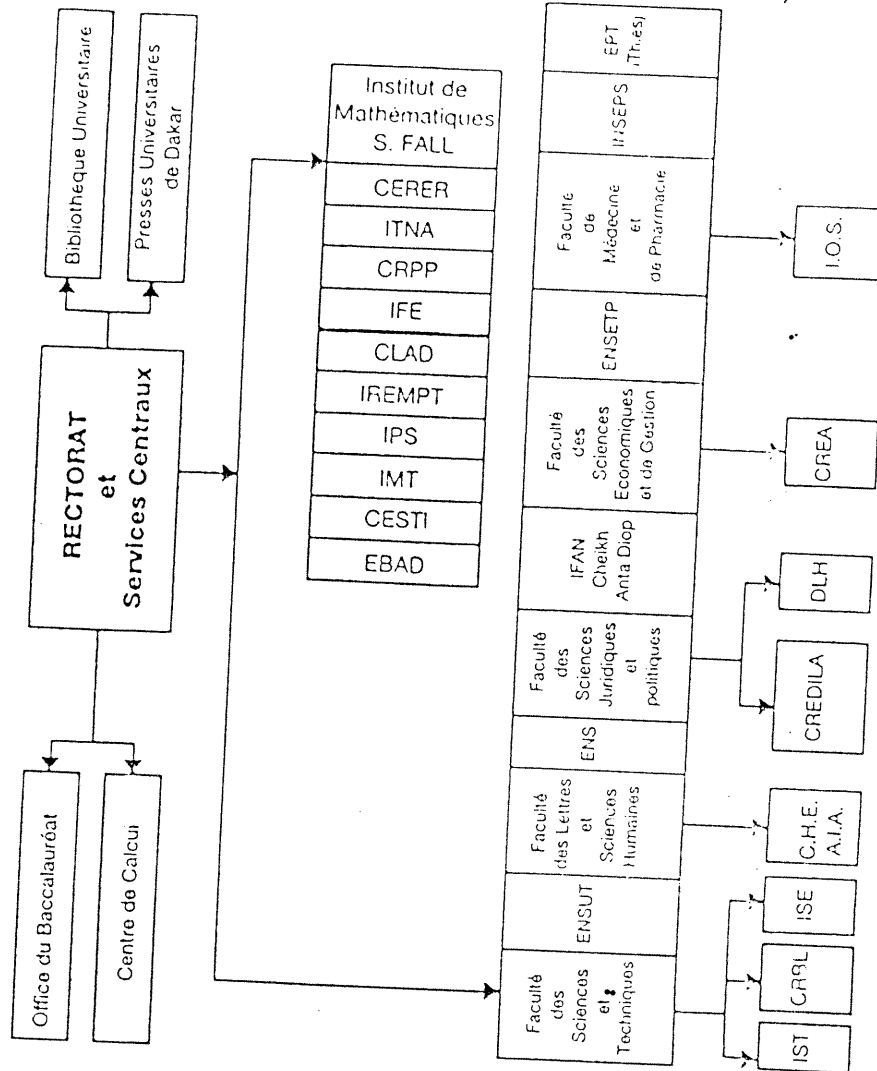 Bibliothèque Universitaire
Presses Universitaires
de Dakar
RECTORAT
et
Services Centraux
Office du Baccalauréat
Centre de Calcul
Institut de
Mathématiques
S. FALL
CERER
ITNA
CRPP
IFE
CLAD
IREMPT
IPS
IMT
CESTI
EBAD
EPT
(Thiès)
INSEPS
Faculté
de
Médecine
et
de Pharmacie
ENSETP
Faculté
des
Sciences
Economiques
et de Gestion
IFAN
Cheikh
Anta Diop
Faculté
des
Sciences
Juridiques
et
politiques
ENS
Faculté
des Lettres
et
Sciences
Humaines
ENSUT
Faculté
des
Sciences
et
Techniques
I.O.S.
CREA
DLH
CREDILA
C.H.E.
A.I.A.
ISE
IST